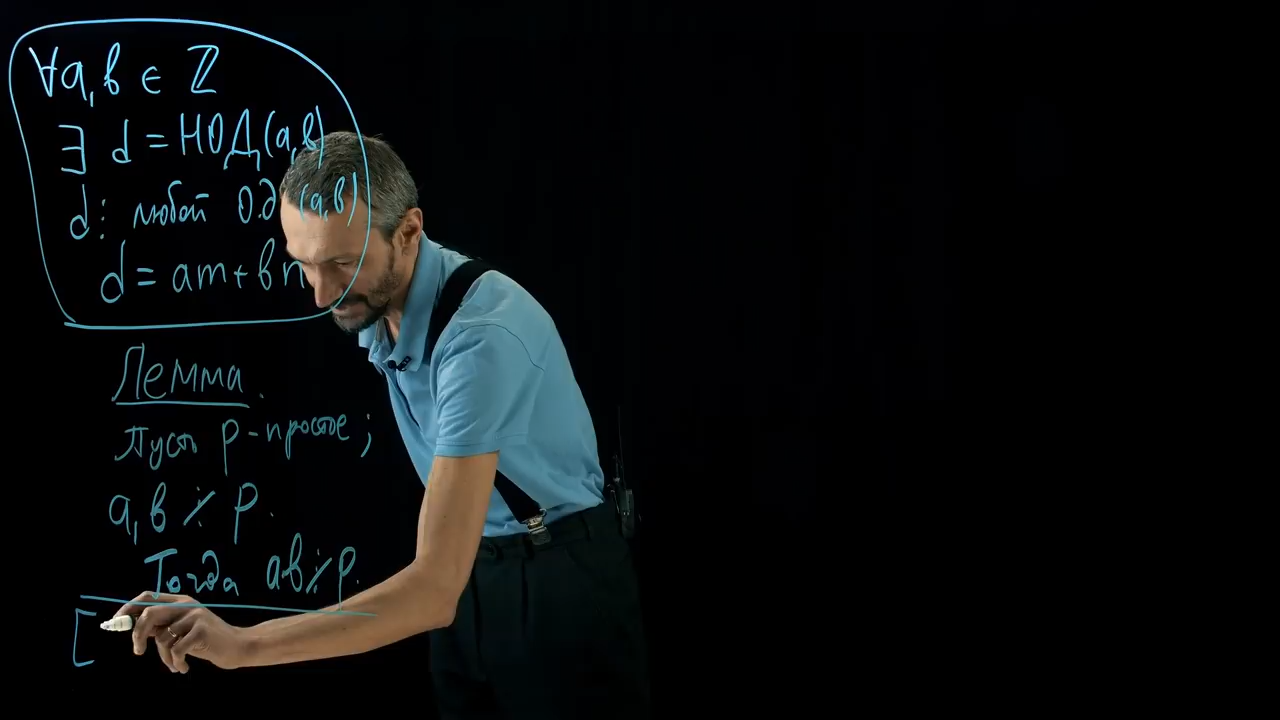 ∀a, b ∈ ℤ
∃ d = НОД(a, b)
d ⋮ любой О.Д. (a, b)
d = am + bn
Лемма.
Пусть p - простое;
a, b ⋮̸ p.
Тогда ab ⋮̸ p.
[